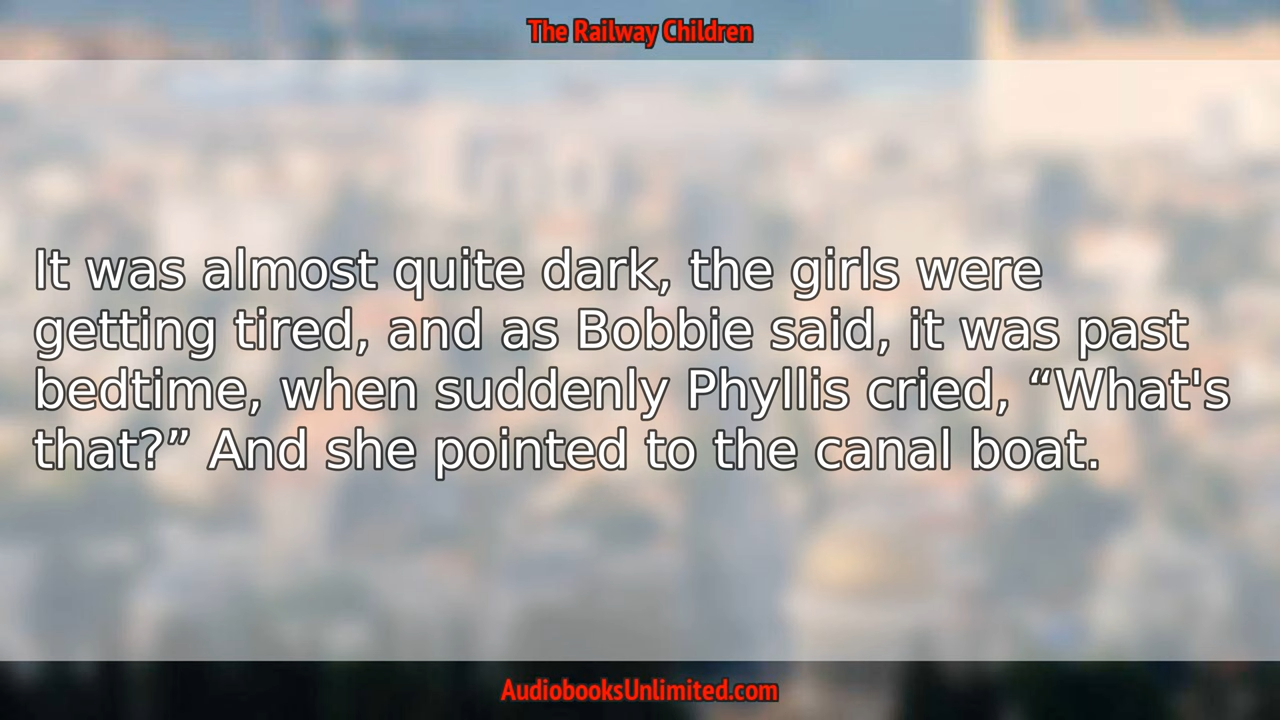 The Railway Children
It was almost quite dark, the girls were
getting tired, and as Bobbie said, it was past
bedtime, when suddenly Phyllis cried, “What's
that?” And she pointed to the canal boat.
AudiobooksUnlimited.com